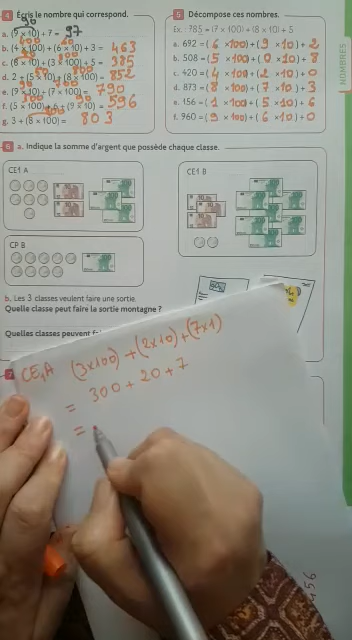 4 Écris le nombre qui correspond.
90
a. (9 × 10) + 7 = 97
b. (4 × 100) + (6 × 10) + 3 = 463
c. (8 × 10) + (3 × 100) + 5 = 385
d. 2 + (5 × 10) + (8 × 100) = 852
e. (9 × 10) + (7 × 100) = 790
f. (5 × 100) + 6 + (9 × 10) = 596
g. 3 + (8 × 100) = 803
5 Décompose ces nombres.
Ex. : 785 = (7 × 100) + (8 × 10) + 5
a. 692 = (6 × 100) + (9 × 10) + 2
b. 508 = (5 × 100) + (0 × 10) + 8
c. 420 = (4 × 100) + (2 × 10) + 0
d. 873 = (8 × 100) + (7 × 10) + 3
e. 156 = (1 × 100) + (5 × 10) + 6
f. 960 = (9 × 100) + (6 × 10) + 0
NOMBRES
6 a. Indique la somme d'argent que possède chaque classe.
CE1 A
CE1 B
CP B
b. Les 3 classes veulent faire une sortie.
Quelle classe peut faire la sortie montagne ?
Quelles classes peuvent
CE1A (3×100) + (2×10) + (7×1)
= 300 + 20 + 7
=